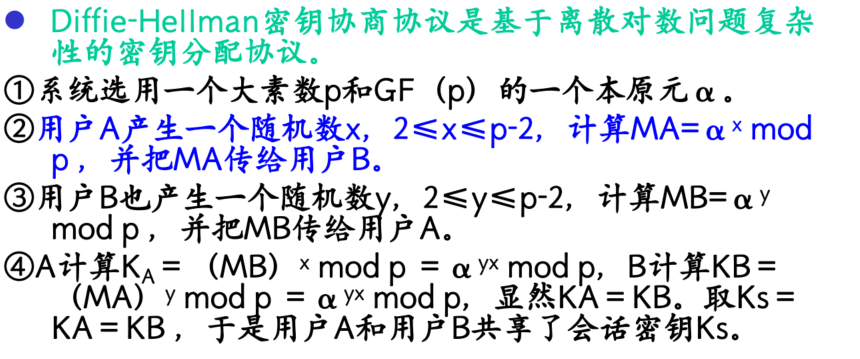 ● Diffie-Hellman密钥协商协议是基于离散对数问题复杂
性的密钥分配协议。
①系统选用一个大素数p和GF（p）的一个本原元α。
②用户A产生一个随机数x，2≤x≤p-2，计算MA=α^x mod
p，并把MA传给用户B。
③用户B也产生一个随机数y，2≤y≤p-2，计算MB=α^y
mod p，并把MB传给用户A。
④A计算K_A＝（MB）^x mod p＝α^yx mod p，B计算KB＝
（MA）^y mod p＝α^yx mod p，显然KA＝KB。取Ks＝
KA＝KB，于是用户A和用户B共享了会话密钥Ks。